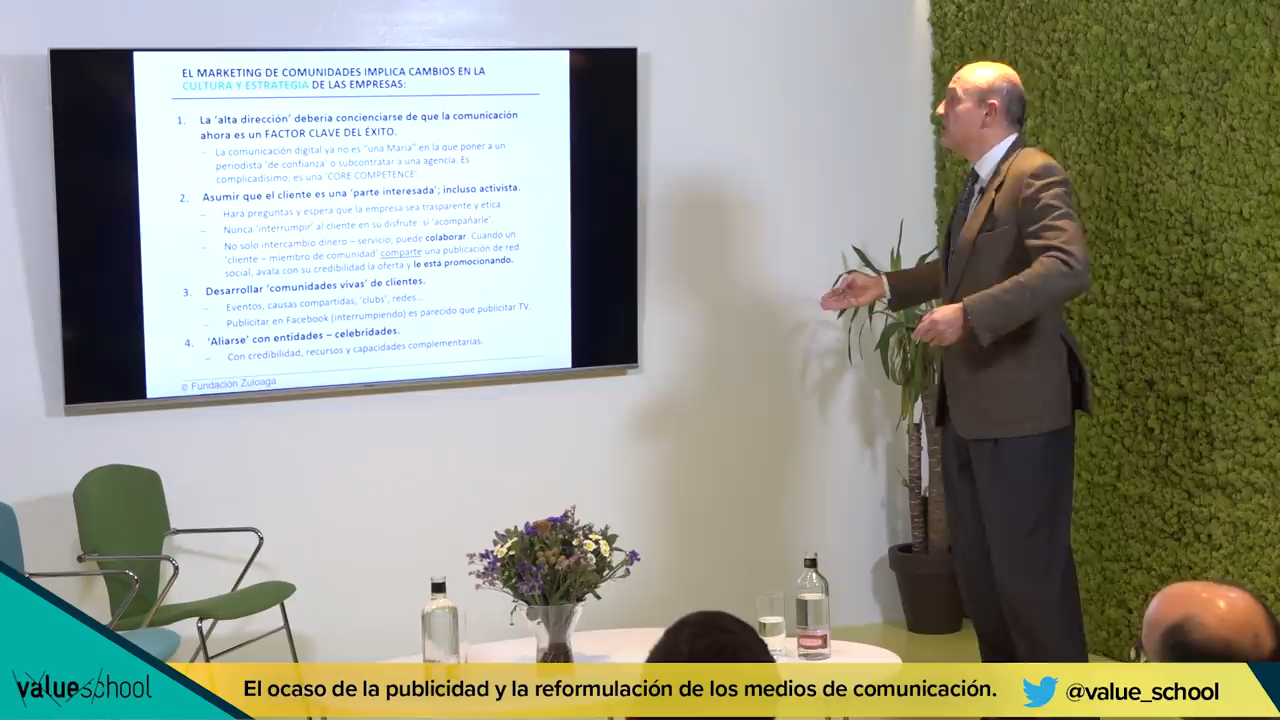 EL MARKETING DE COMUNIDADES IMPLICA CAMBIOS EN LA
CULTURA Y ESTRATEGIA DE LAS EMPRESAS:
1. La 'alta dirección' debería concienciarse de que la comunicación
ahora es un FACTOR CLAVE DEL ÉXITO.
– La comunicación digital ya no es "una Maria" en la que poner a un
periodista 'de confianza' o subcontratar a una agencia. Es
complicadísimo, es una 'CORE COMPETENCE'.
2. Asumir que el cliente es una 'parte interesada'; incluso activista.
– Hará preguntas y espera que la empresa sea trasparente y ética.
– Nunca 'interrumpir' al cliente en su disfrute: sí 'acompañarle'.
– No solo intercambio dinero – servicio, puede colaborar. Cuando un
'cliente – miembro de comunidad' comparte una publicación de red
social, avala con su credibilidad la oferta y le está promocionando.
3. Desarrollar 'comunidades vivas' de clientes.
– Eventos, causas compartidas, 'clubs', redes...
– Publicitar en Facebook (interrumpiendo) es parecido que publicitar TV.
4. 'Aliarse' con entidades – celebridades.
– Con credibilidad, recursos y capacidades complementarias.
© Fundación Zuloaga
value school
El ocaso de la publicidad y la reformulación de los medios de comunicación.
@value_school